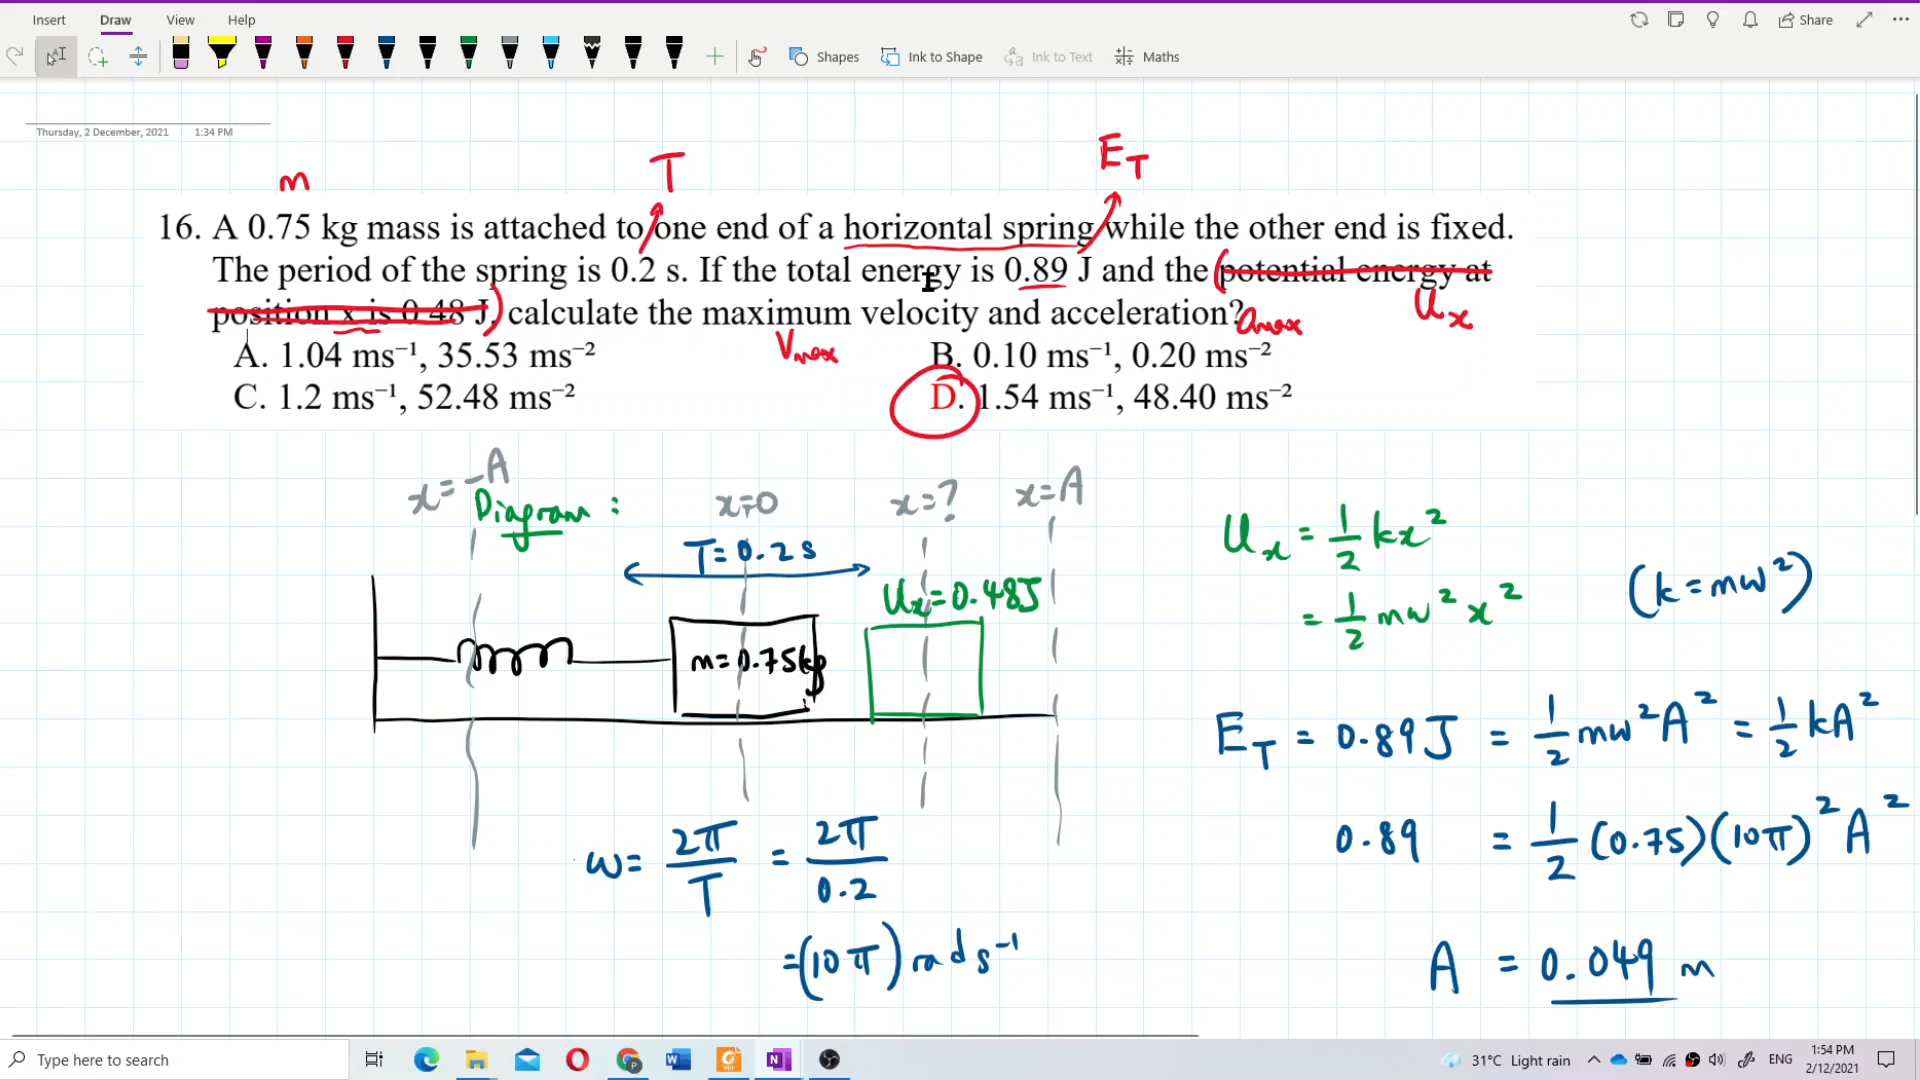 Insert Draw View Help Share
Shapes Ink to Shape Ink to Text Maths
Thursday, 2 December, 2021 1:34 PM
m T E_T
16. A 0.75 kg mass is attached to one end of a horizontal spring while the other end is fixed.
The period of the spring is 0.2 s. If the total energy is 0.89 J and the (potential energy at
position x is 0.48 J) calculate the maximum velocity and acceleration?
Vmax amax Ux
A. 1.04 ms⁻¹, 35.53 ms⁻² B. 0.10 ms⁻¹, 0.20 ms⁻²
C. 1.2 ms⁻¹, 52.48 ms⁻² D. 1.54 ms⁻¹, 48.40 ms⁻²
x=-A x=0 x=? x=A
Diagram :
T=0.2s
Ux=0.48J
m=0.75kg
ω= 2π/T = 2π/0.2
=(10π) rad s⁻¹
Ux = 1/2 kx²
= 1/2 mω²x²
(k=mω²)
E_T = 0.89J = 1/2 mω²A² = 1/2 kA²
0.89 = 1/2 (0.75)(10π)²A²
A = 0.049 m
Type here to search
31°C Light rain ENG 1:54 PM
2/12/2021